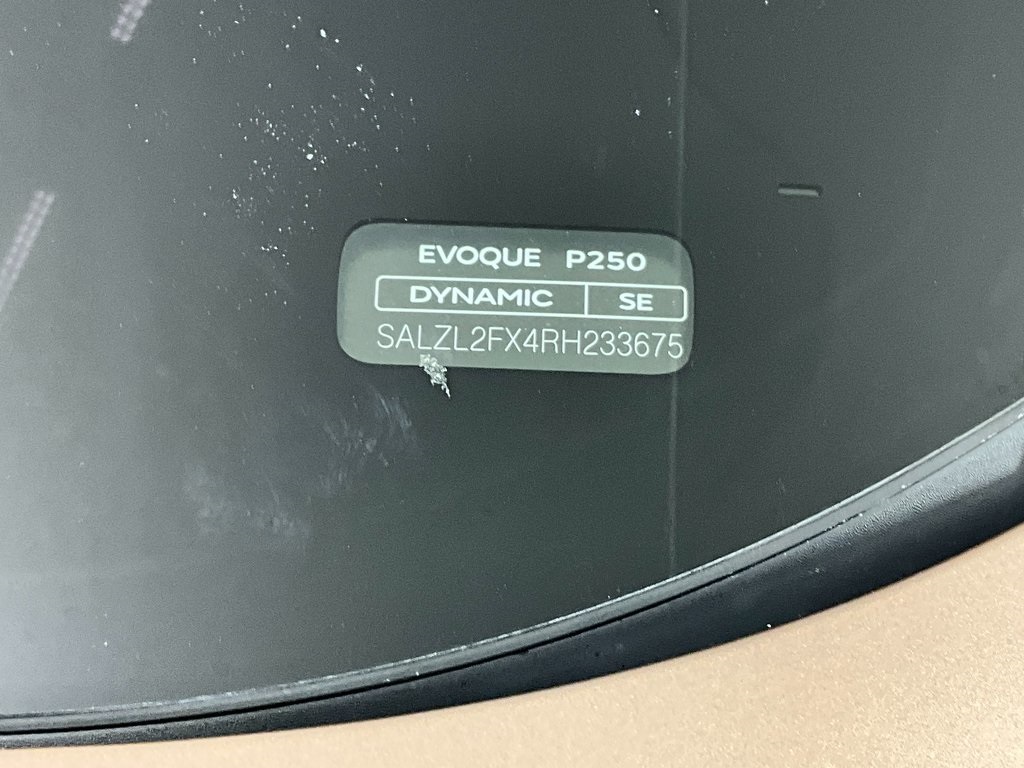 EVOQUE P250
DYNAMIC SE
SALZL2FX4RH233675